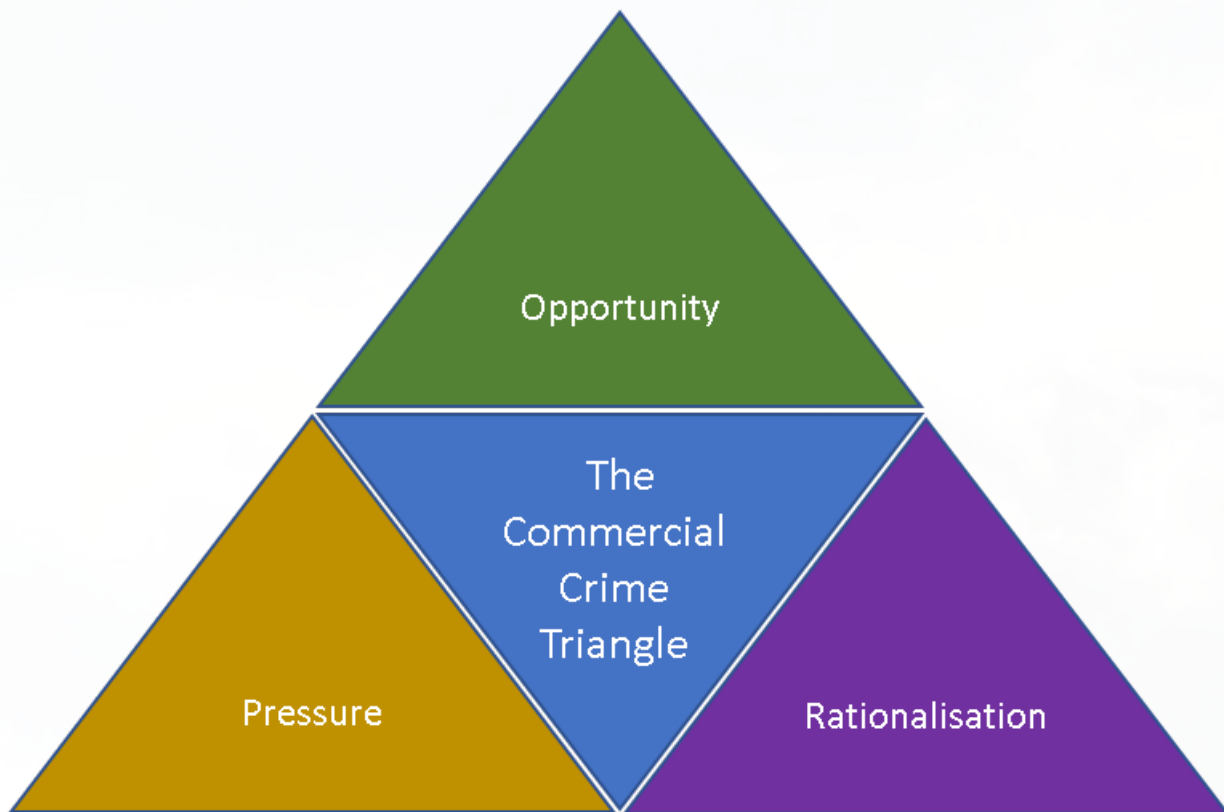 Opportunity
The
Commercial
Crime
Triangle
Pressure
Rationalisation